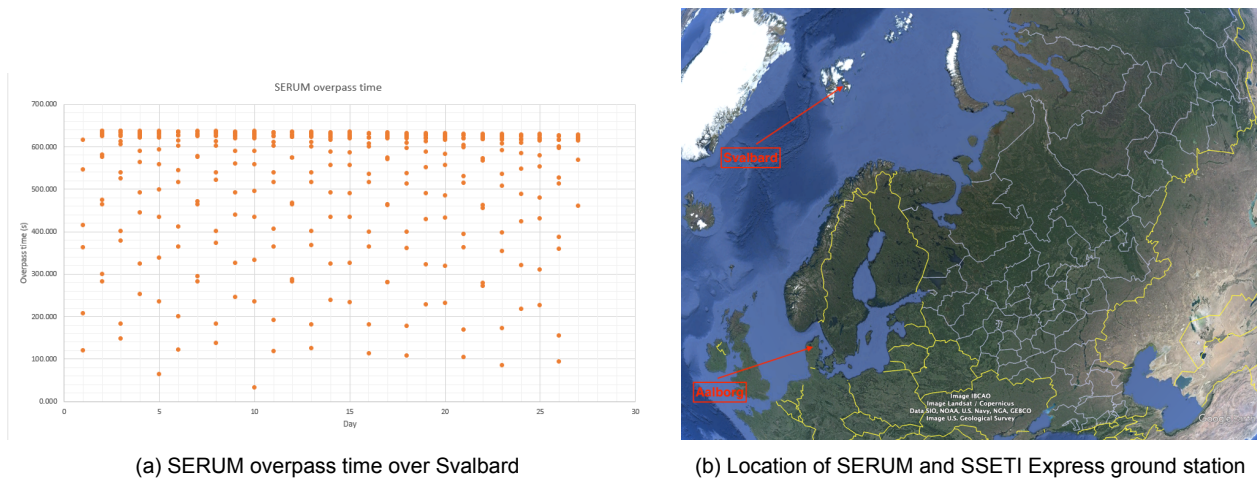 SERUM overpass time
700.000
600.000
500.000
400.000
300.000
200.000
100.000
0.000
Overpass time (s)
0 5 10 15 20 25 30
Day
(a) SERUM overpass time over Svalbard
Svalbard
Aalborg
Image IBCAO
Image Landsat / Copernicus
Data SIO, NOAA, U.S. Navy, NGA, GEBCO
Image U.S. Geological Survey
(b) Location of SERUM and SSETI Express ground station